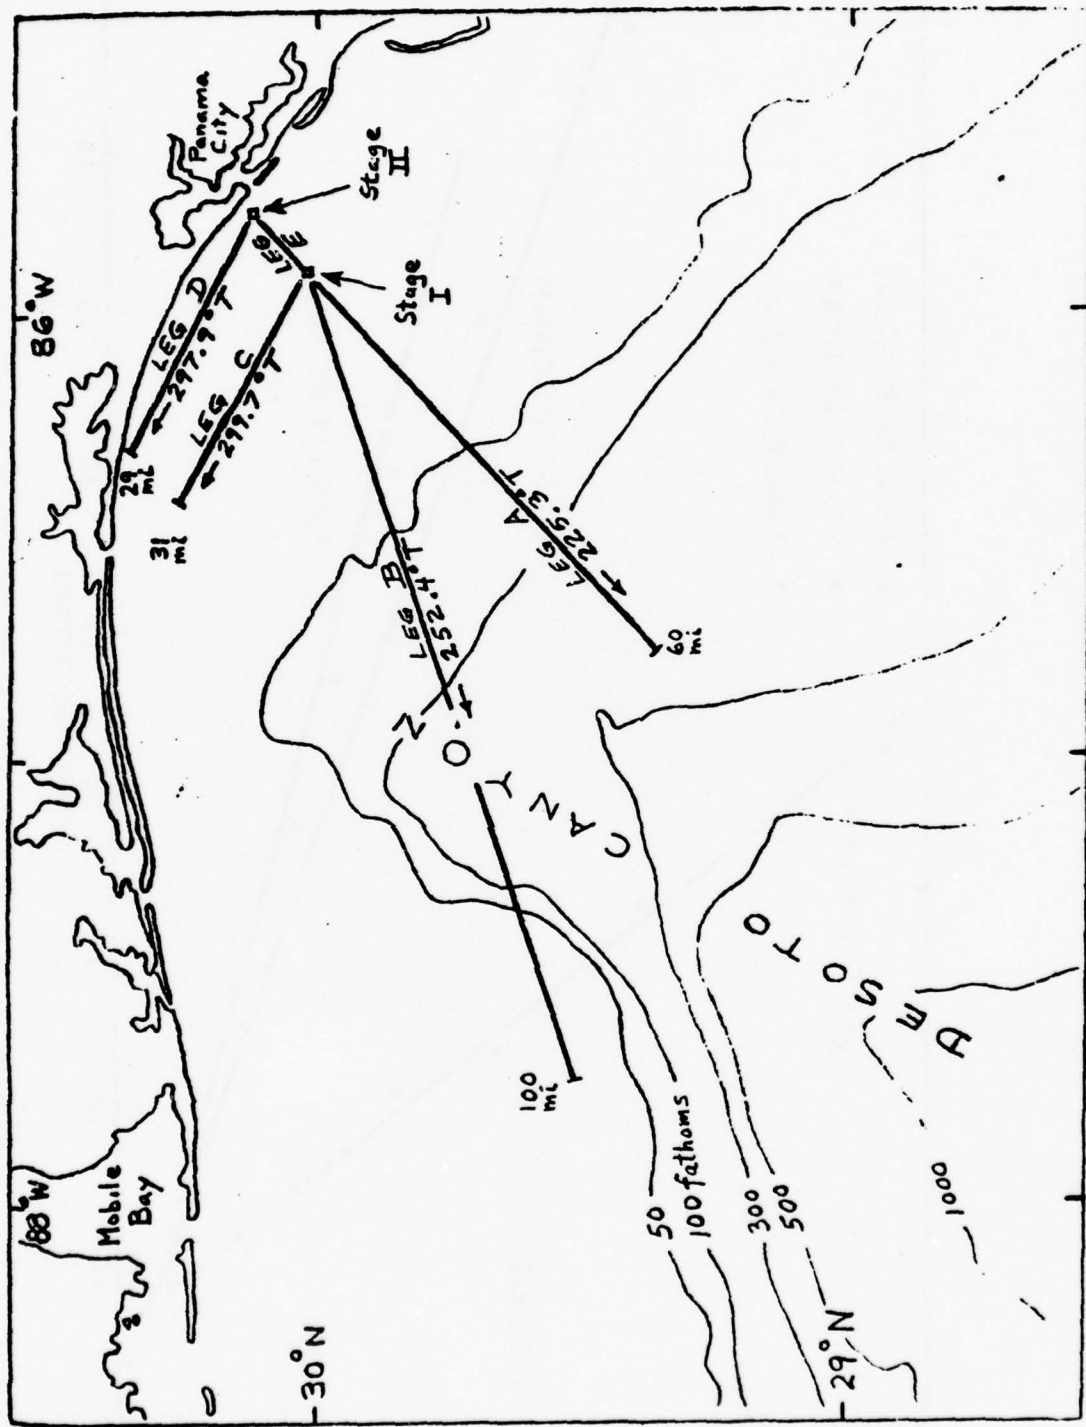 88°W
86°W
Mobile
Bay
Panama
City
30°N
29°N
Stage
II
Stage
I
LEG D
297.9°T
29
mi
LEG C
299.7°T
31
mi
LEG E
LEG B
252.4°T
100
mi
LEG A
225.3°T
60
mi
DESOTO
CANYON
50
100 fathoms
300
500
1000